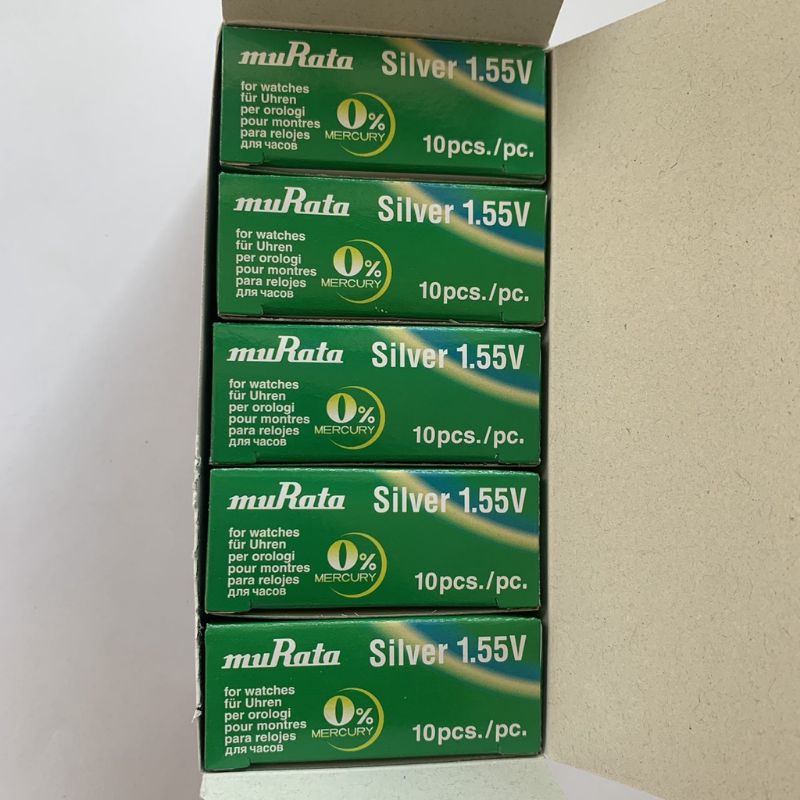 muRata Silver 1.55V
for watches
für Uhren
per orologi
pour montres
para relojes
для часов
0%
MERCURY
10pcs./pc.
muRata Silver 1.55V
for watches
für Uhren
per orologi
pour montres
para relojes
для часов
0%
MERCURY
10pcs./pc.
muRata Silver 1.55V
for watches
für Uhren
per orologi
pour montres
para relojes
для часов
0%
MERCURY
10pcs./pc.
muRata Silver 1.55V
for watches
für Uhren
per orologi
pour montres
para relojes
для часов
0%
MERCURY
10pcs./pc.
muRata Silver 1.55V
for watches
für Uhren
per orologi
pour montres
para relojes
для часов
0%
MERCURY
10pcs./pc.